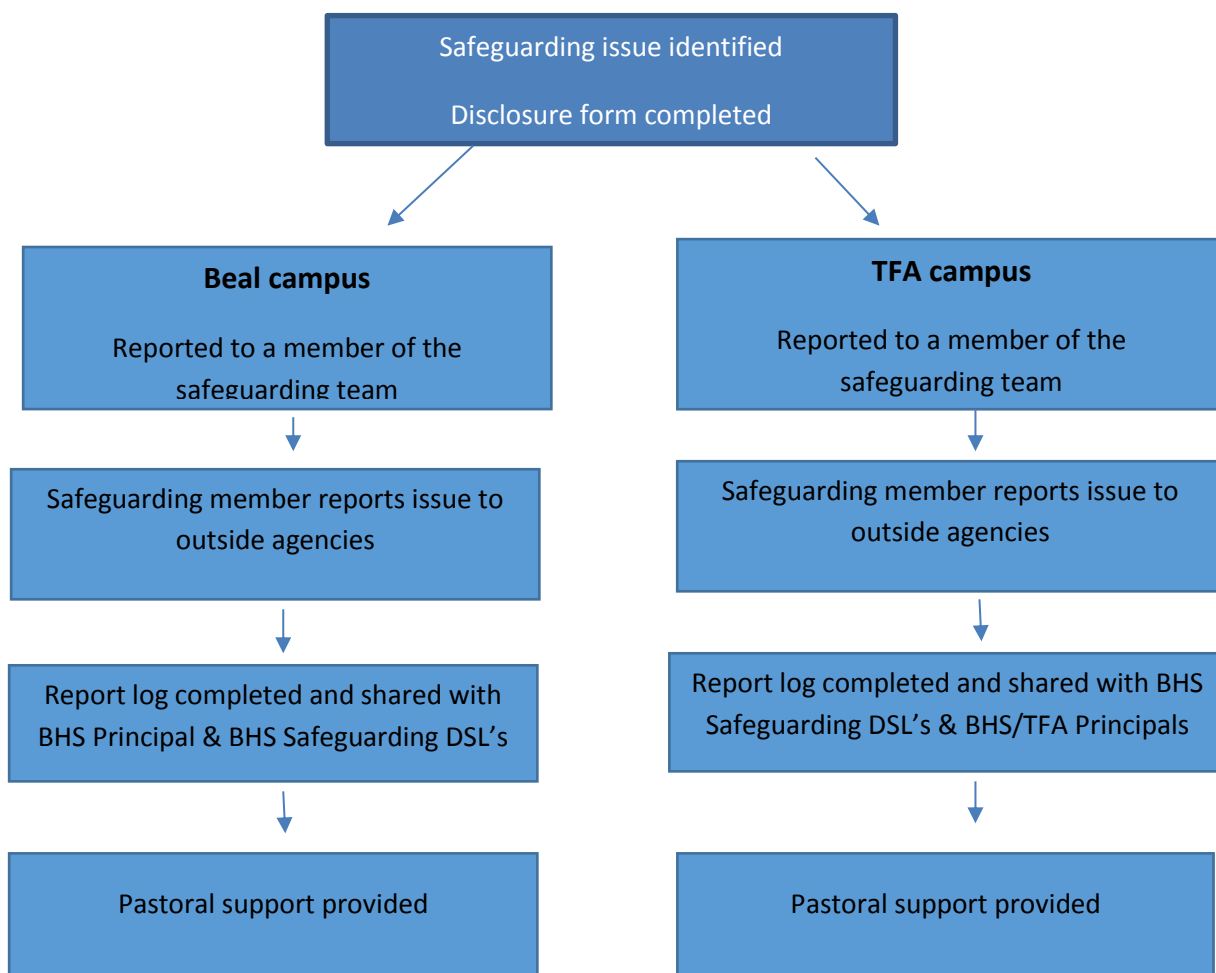 Safeguarding issue identified
Disclosure form completed
Beal campus
Reported to a member of the
safeguarding team
TFA campus
Reported to a member of the
safeguarding team
Safeguarding member reports issue to
outside agencies
Safeguarding member reports issue to
outside agencies
Report log completed and shared with
BHS Principal & BHS Safeguarding DSL’s
Report log completed and shared with BHS
Safeguarding DSL’s & BHS/TFA Principals
Pastoral support provided
Pastoral support provided